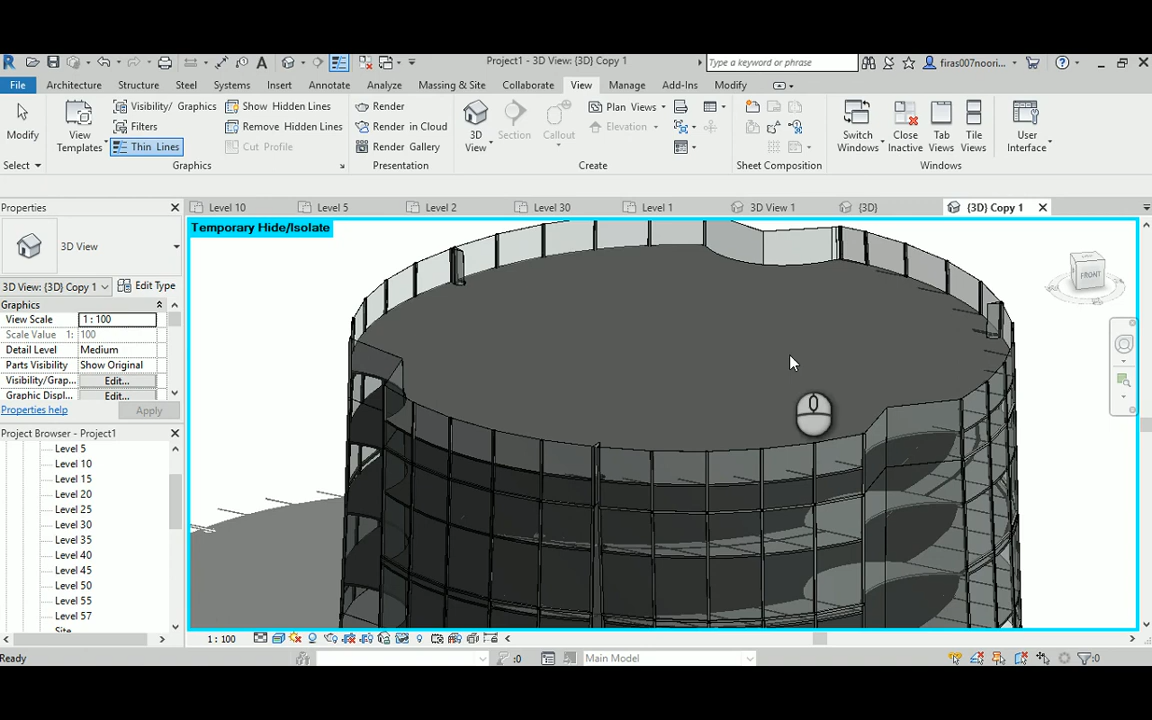 Project1 - 3D View: {3D} Copy 1
Type a keyword or phrase
firas007noori...
File Architecture Structure Steel Systems Insert Annotate Analyze Massing & Site Collaborate View Manage Add-Ins Modify
Modify
Select
View
Templates
Visibility/ Graphics
Filters
Thin Lines
Show Hidden Lines
Remove Hidden Lines
Cut Profile
Graphics
Render
Render in Cloud
Render Gallery
Presentation
3D
View
Section
Callout
Plan Views
Elevation
Create
Sheet Composition
Switch
Windows
Close
Inactive
Tab
Views
Tile
Views
Windows
User
Interface
Properties
3D View
3D View: {3D} Copy 1
Edit Type
Graphics
View Scale 1 : 100
Scale Value 1: 100
Detail Level Medium
Parts Visibility Show Original
Visibility/Grap... Edit...
Graphic Displ... Edit...
Properties help
Apply
Project Browser - Project1
Level 5
Level 10
Level 15
Level 20
Level 25
Level 30
Level 35
Level 40
Level 45
Level 50
Level 55
Level 57
Site
Level 10 Level 5 Level 2 Level 30 Level 1 3D View 1 {3D} {3D} Copy 1
Temporary Hide/Isolate
FRONT
1 : 100
Ready
:0
Main Model
:0